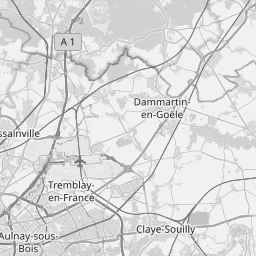 A 1
Dammartin-
en-Goële
ssainville
Tremblay-
en-France
Claye-Souilly
Aulnay-sous-
Bois